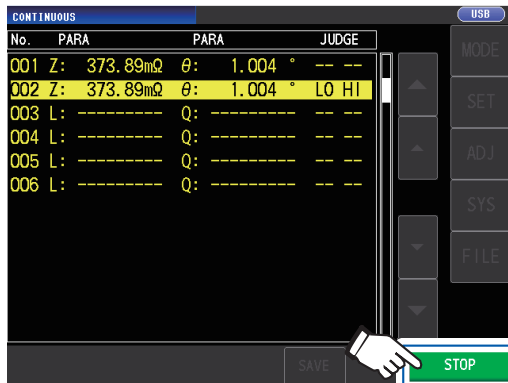 CONTINUOUS USB
No. PARA PARA JUDGE
001 Z: 373.89mΩ θ: 1.004 ° -- --
002 Z: 373.89mΩ θ: 1.004 ° LO HI
003 L: --------- Q: --------- -- --
004 L: --------- Q: --------- -- --
005 L: --------- Q: --------- -- --
006 L: --------- Q: --------- -- --
MODE
SET
ADJ
SYS
FILE
SAVE
STOP